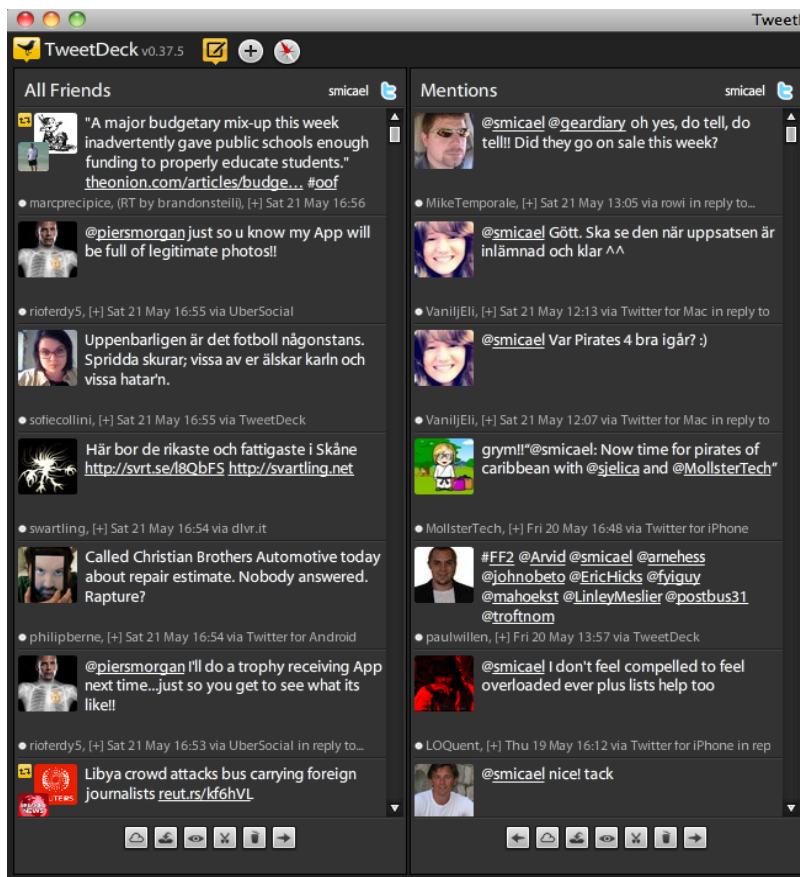 TweetD
TweetDeck v0.37.5
All Friends
smicael
"A major budgetary mix-up this week
inadvertently gave public schools enough
funding to properly educate students."
theonion.com/articles/budge… #oof
marcprecipice, (RT by brandonsteili), [+] Sat 21 May 16:56
@piersmorgan just so u know my App will
be full of legitimate photos!!
rioferdy5, [+] Sat 21 May 16:55 via UberSocial
Uppenbarligen är det fotboll någonstans.
Spridda skurar; vissa av er älskar karln och
vissa hatar'n.
sofiecollini, [+] Sat 21 May 16:55 via TweetDeck
Här bor de rikaste och fattigaste i Skåne
http://svrt.se/l8QbFS http://svartling.net
swartling, [+] Sat 21 May 16:54 via dlvr.it
Called Christian Brothers Automotive today
about repair estimate. Nobody answered.
Rapture?
philipberne, [+] Sat 21 May 16:54 via Twitter for Android
@piersmorgan I'll do a trophy receiving App
next time...just so you get to see what its
like!!
rioferdy5, [+] Sat 21 May 16:53 via UberSocial in reply to...
Libya crowd attacks bus carrying foreign
journalists reut.rs/kf6hVL
Mentions
smicael
@smicael @geardiary oh yes, do tell, do
tell!! Did they go on sale this week?
MikeTemporale, [+] Sat 21 May 13:05 via rowi in reply to...
@smicael Gött. Ska se den när uppsatsen är
inlämnad och klar ^^
VaniljEli, [+] Sat 21 May 12:13 via Twitter for Mac in reply to
@smicael Var Pirates 4 bra igår? :)
VaniljEli, [+] Sat 21 May 12:07 via Twitter for Mac in reply to
grym!!“@smicael: Now time for pirates of
caribbean with @sjelica and @MollsterTech”
MollsterTech, [+] Fri 20 May 16:48 via Twitter for iPhone
#FF2 @Arvid @smicael @arnehess
@johnobeto @EricHicks @fyiguy
@mahoekst @LinleyMeslier @postbus31
@troftnom
paulwillen, [+] Fri 20 May 13:57 via TweetDeck
@smicael I don't feel compelled to feel
overloaded ever plus lists help too
LOQuent, [+] Thu 19 May 16:12 via Twitter for iPhone in rep
@smicael nice! tack